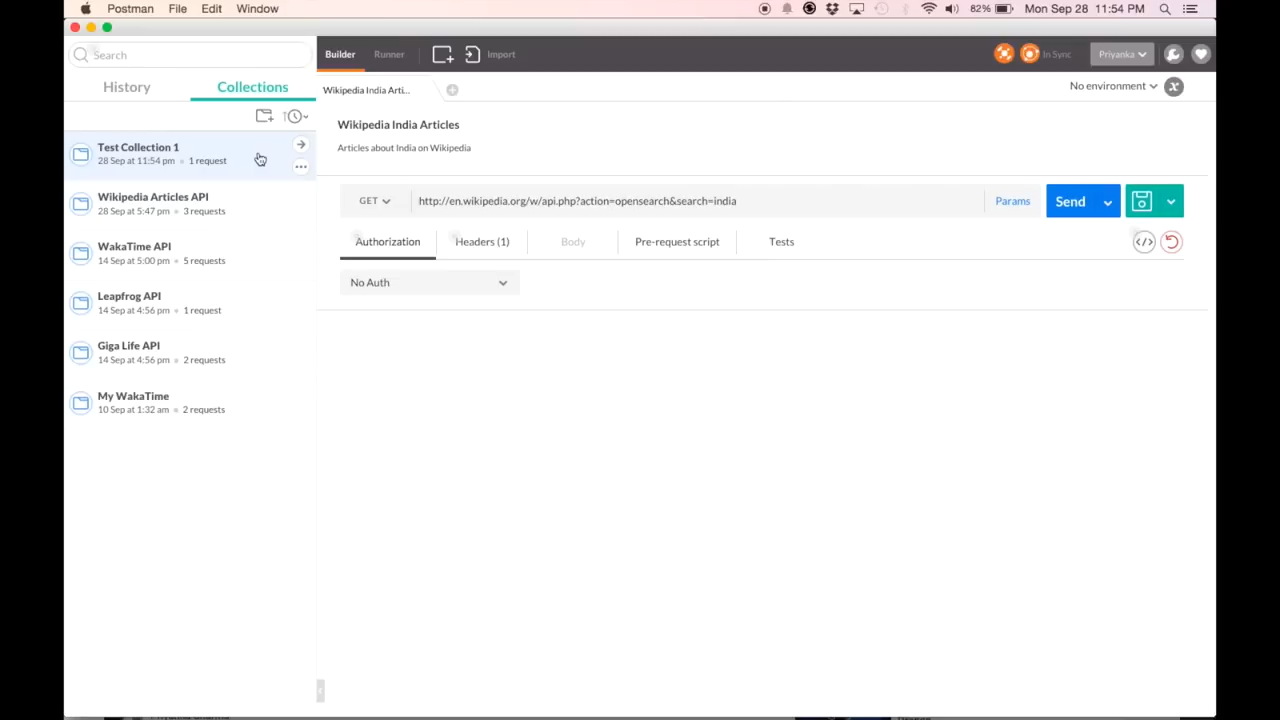 Postman File Edit Window 82% Mon Sep 28 11:54 PM
Search
Builder Runner Import In Sync Priyanka
History Collections
Wikipedia India Arti... No environment
Wikipedia India Articles
Articles about India on Wikipedia
Test Collection 1
28 Sep at 11:54 pm 1 request
Wikipedia Articles API
28 Sep at 5:47 pm 3 requests
WakaTime API
14 Sep at 5:00 pm 5 requests
Leapfrog API
14 Sep at 4:56 pm 1 request
Giga Life API
14 Sep at 4:56 pm 2 requests
My WakaTime
10 Sep at 1:32 am 2 requests
GET http://en.wikipedia.org/w/api.php?action=opensearch&search=india Params Send
Authorization Headers (1) Body Pre-request script Tests
No Auth